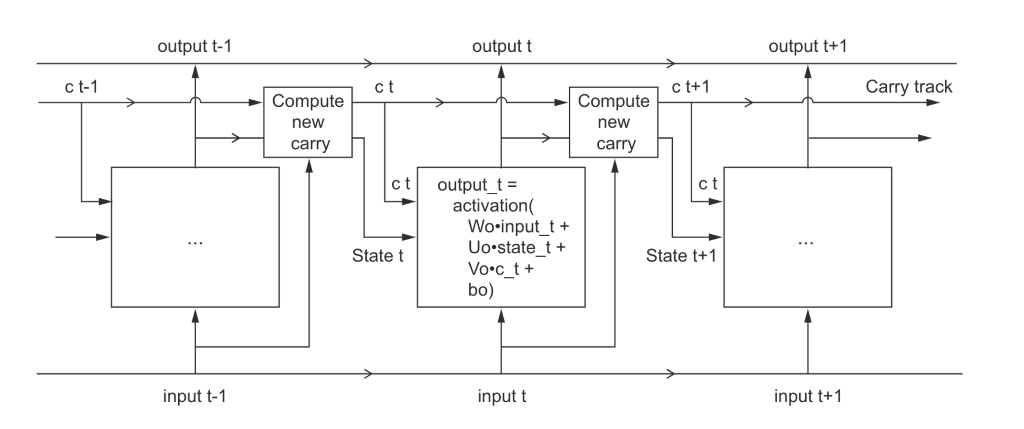 output t-1
output t
output t+1
c t-1
c t
c t+1
Carry track
Compute
new
carry
Compute
new
carry
c t
c t
output_t =
activation(
Wo•input_t +
Uo•state_t +
Vo•c_t +
bo)
...
...
State t
State t+1
input t-1
input t
input t+1